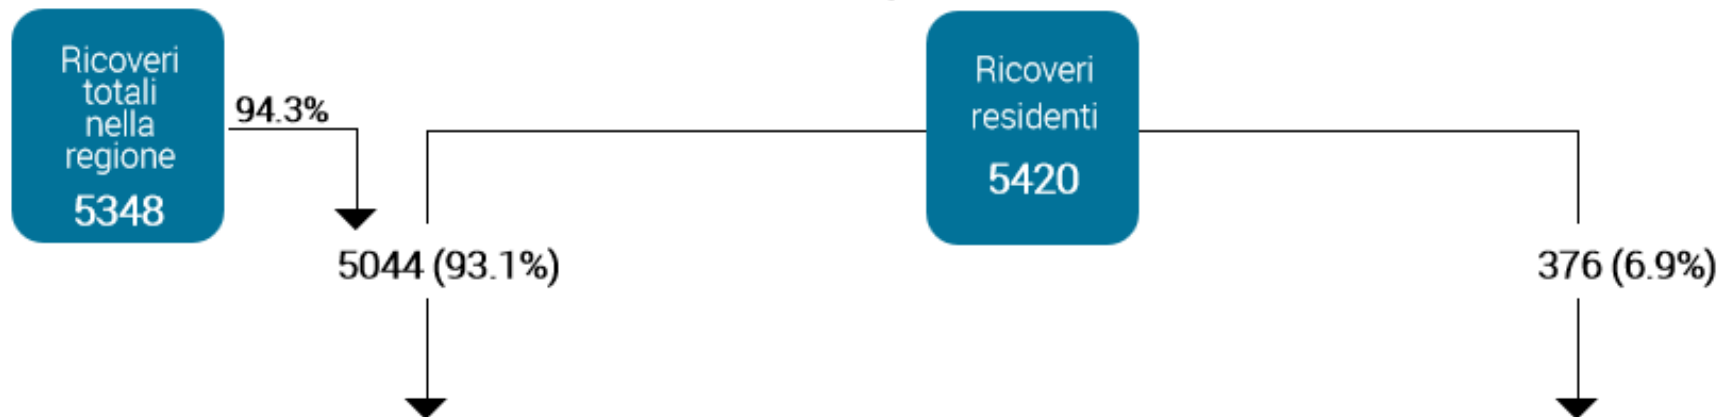 Ricoveri
totali
nella
regione
5348
94.3%
Ricoveri
residenti
5420
5044 (93.1%)
376 (6.9%)